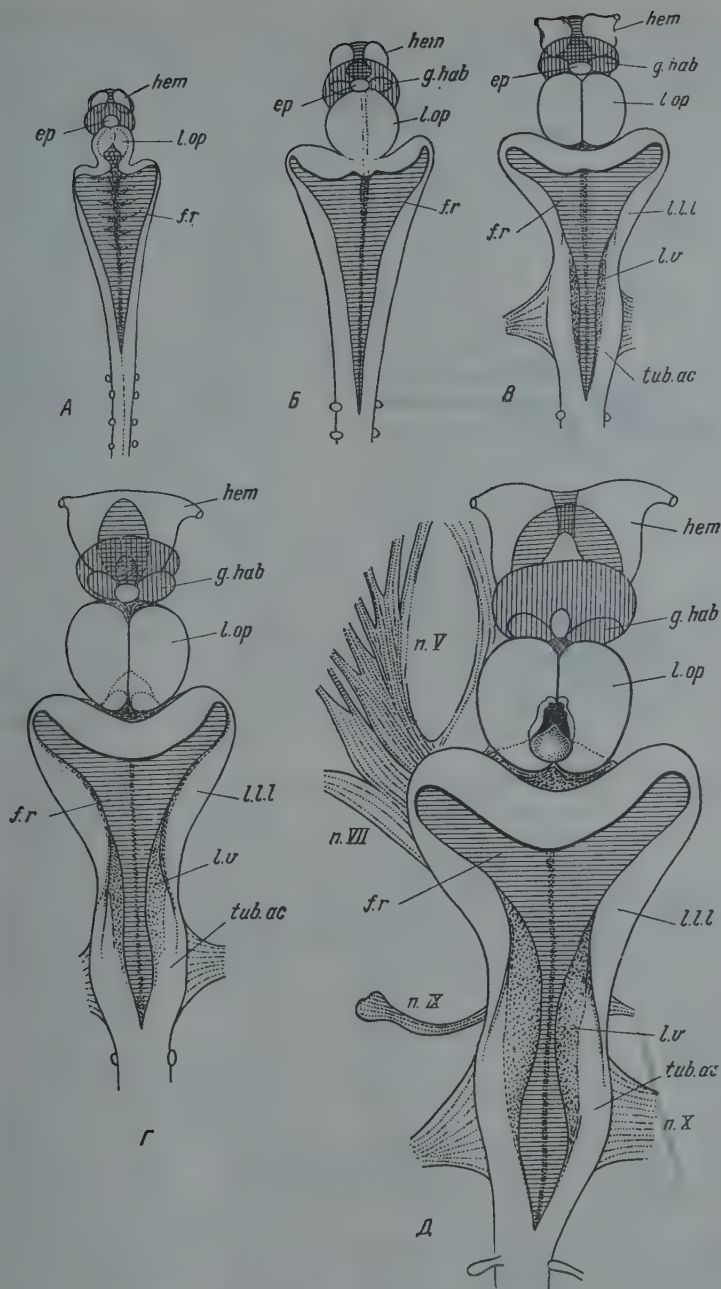 hem
ep
l.op
f.r
А
hem
ep
g.hab
l.op
f.r
Б
hem
ep
g.hab
l.op
f.r
l.l.l
l.v
tub.ac
В
hem
g.hab
l.op
f.r
l.l.l
l.v
tub.ac
Г
n.V
hem
g.hab
l.op
n.VII
f.r
l.l.l
n.IX
l.v
tub.ac
n.X
Д